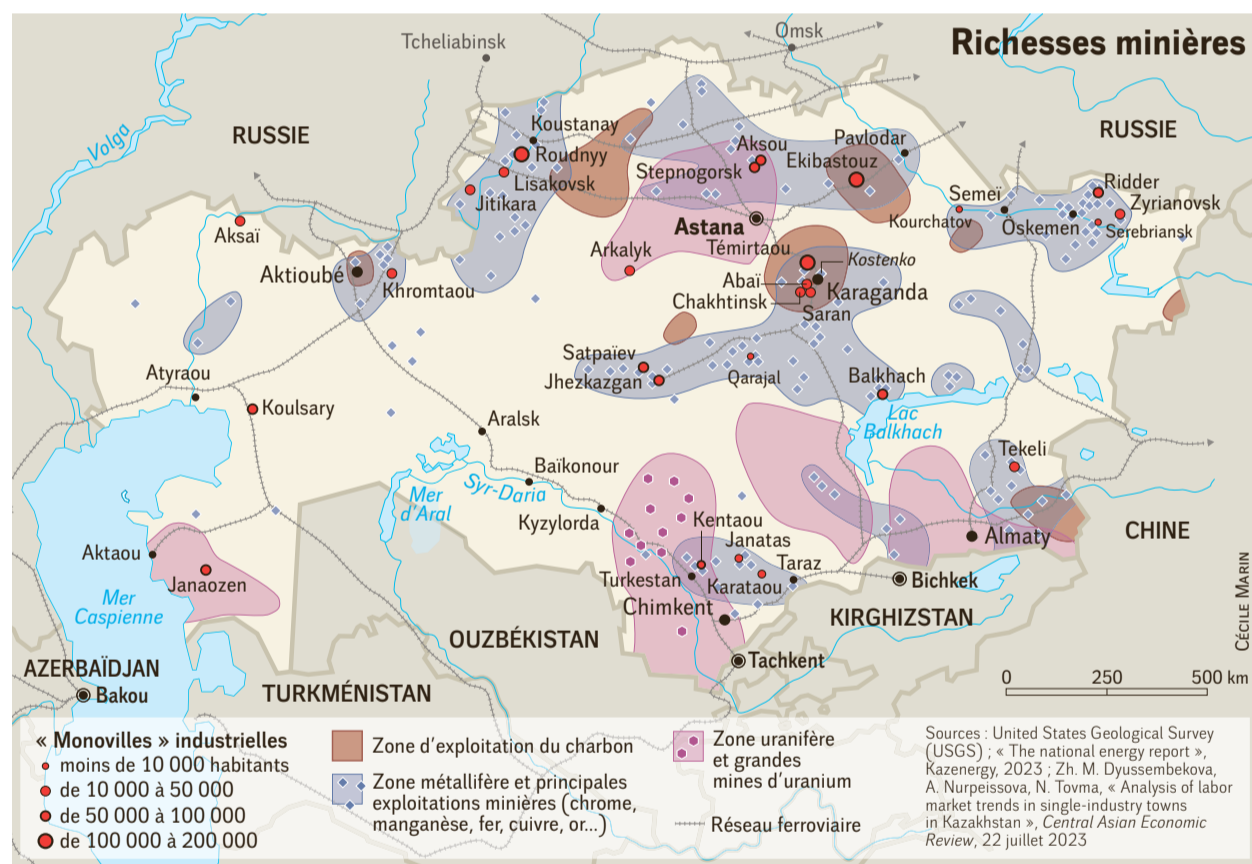 Richesses minières
Tcheliabinsk
Omsk
Volga
RUSSIE
RUSSIE
Koustanay
Roudnyy
Lisakovsk
Jitikara
Aksou
Stepnogorsk
Ekibastouz
Pavlodar
Aksaï
Arkalyk
Astana
Témirtaou
Kourchatov
Semeï
Öskemen
Ridder
Zyrianovsk
Serebriansk
Aktioubé
Khromtaou
Abaï
Chakhtinsk
Kostenko
Karaganda
Saran
Satpaïev
Jhezkazgan
Qarajal
Balkhach
Lac
Balkhach
Atyraou
Koulsary
Aralsk
Baïkonour
Syr-Daria
Mer
d'Aral
Kyzylorda
Tekeli
Kentaou
Janatas
Taraz
Turkestan
Karataou
Chimkent
Almaty
CHINE
Bichkek
KIRGHIZSTAN
Aktaou
Janaozen
Mer
Caspienne
OUZBÉKISTAN
Tachkent
AZERBAÏDJAN
Bakou
TURKMÉNISTAN
0 250 500 km
CÉCILE MARIN
« Monovilles » industrielles
moins de 10 000 habitants
de 10 000 à 50 000
de 50 000 à 100 000
de 100 000 à 200 000
Zone d'exploitation du charbon
Zone métallifère et principales
exploitations minières (chrome,
manganèse, fer, cuivre, or...)
Zone uranifère
et grandes
mines d'uranium
Réseau ferroviaire
Sources : United States Geological Survey
(USGS) ; « The national energy report »,
Kazenergy, 2023 ; Zh. M. Dyussembekova,
A. Nurpeissova, N. Tovma, « Analysis of labor
market trends in single-industry towns
in Kazakhstan », Central Asian Economic
Review, 22 juillet 2023